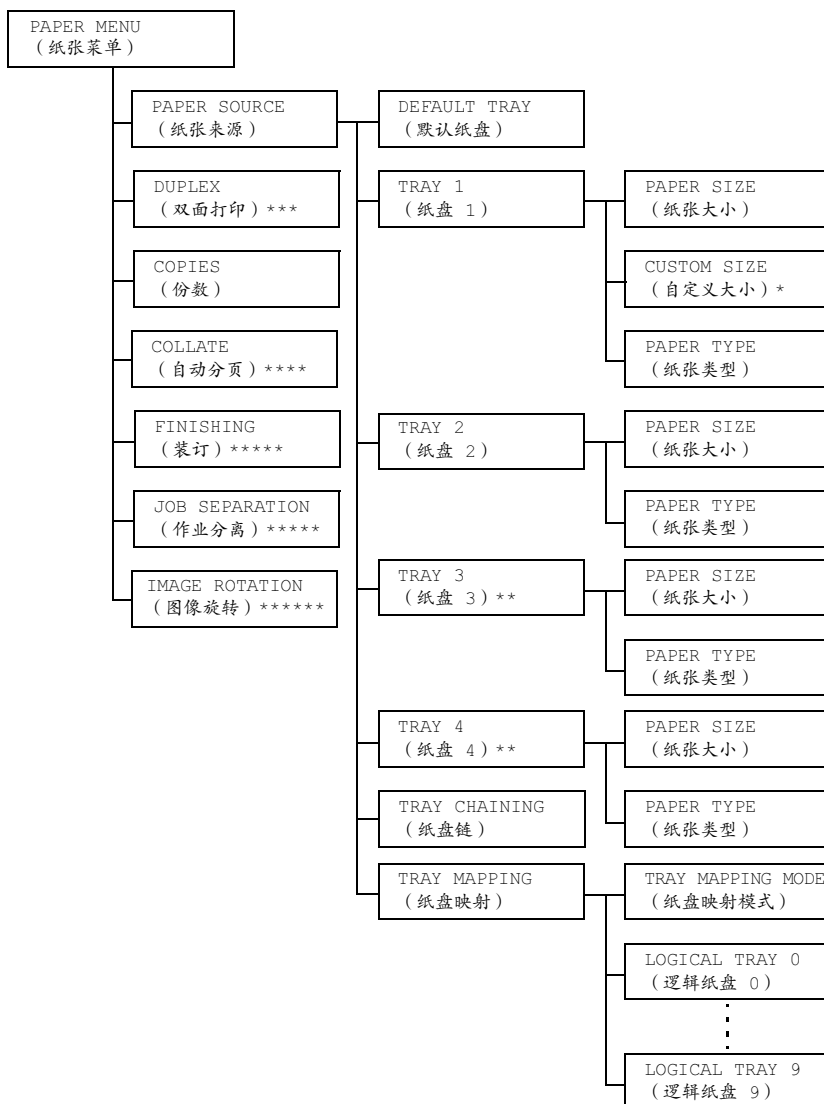 PAPER MENU
（纸张菜单）
PAPER SOURCE
（纸张来源）
DUPLEX
（双面打印）***
COPIES
（份数）
COLLATE
（自动分页）****
FINISHING
（装订）*****
JOB SEPARATION
（作业分离）*****
IMAGE ROTATION
（图像旋转）******
DEFAULT TRAY
（默认纸盘）
TRAY 1
（纸盘 1）
PAPER SIZE
（纸张大小）
CUSTOM SIZE
（自定义大小）*
PAPER TYPE
（纸张类型）
TRAY 2
（纸盘 2）
PAPER SIZE
（纸张大小）
PAPER TYPE
（纸张类型）
TRAY 3
（纸盘 3）**
PAPER SIZE
（纸张大小）
PAPER TYPE
（纸张类型）
TRAY 4
（纸盘 4）**
PAPER SIZE
（纸张大小）
PAPER TYPE
（纸张类型）
TRAY CHAINING
（纸盘链）
TRAY MAPPING
（纸盘映射）
TRAY MAPPING MODE
（纸盘映射模式）
LOGICAL TRAY 0
（逻辑纸盘 0）
LOGICAL TRAY 9
（逻辑纸盘 9）